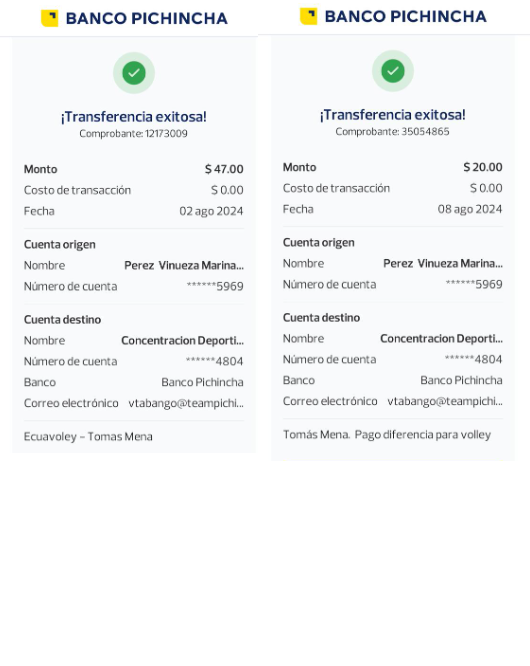 BANCO PICHINCHA
¡Transferencia exitosa!
Comprobante: 12173009
Monto $ 47.00
Costo de transacción $ 0.00
Fecha 02 ago 2024
Cuenta origen
Nombre Perez Vinueza Marina...
Número de cuenta ******5969
Cuenta destino
Nombre Concentracion Deporti...
Número de cuenta ******4804
Banco Banco Pichincha
Correo electrónico vtabango@teampichi...
Ecuavoley – Tomas Mena
BANCO PICHINCHA
¡Transferencia exitosa!
Comprobante: 35054865
Monto $ 20.00
Costo de transacción $ 0.00
Fecha 08 ago 2024
Cuenta origen
Nombre Perez Vinueza Marina...
Número de cuenta ******5969
Cuenta destino
Nombre Concentracion Deporti...
Número de cuenta ******4804
Banco Banco Pichincha
Correo electrónico vtabango@teampichi...
Tomás Mena. Pago diferencia para volley